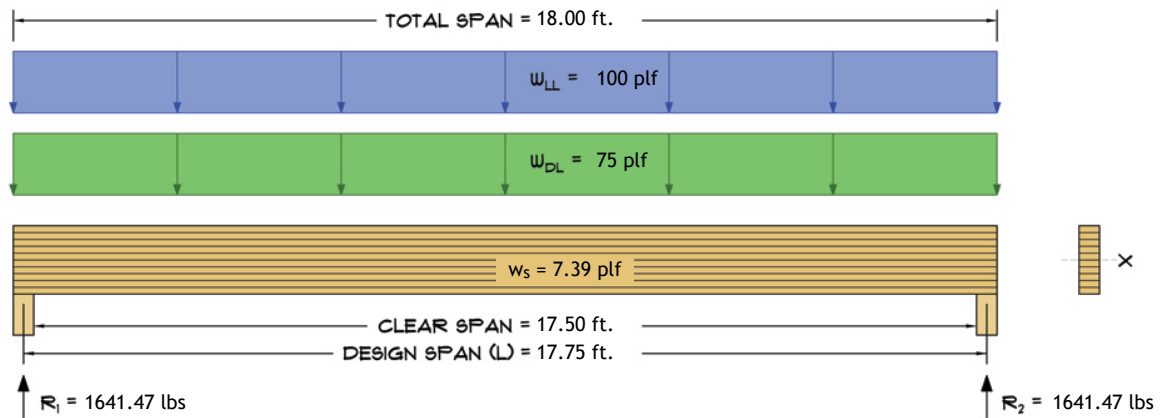 TOTAL SPAN = 18.00 ft.
WLL = 100 plf
WDL = 75 plf
ws = 7.39 plf
X
CLEAR SPAN = 17.50 ft.
DESIGN SPAN (L) = 17.75 ft.
R1 = 1641.47 lbs
R2 = 1641.47 lbs